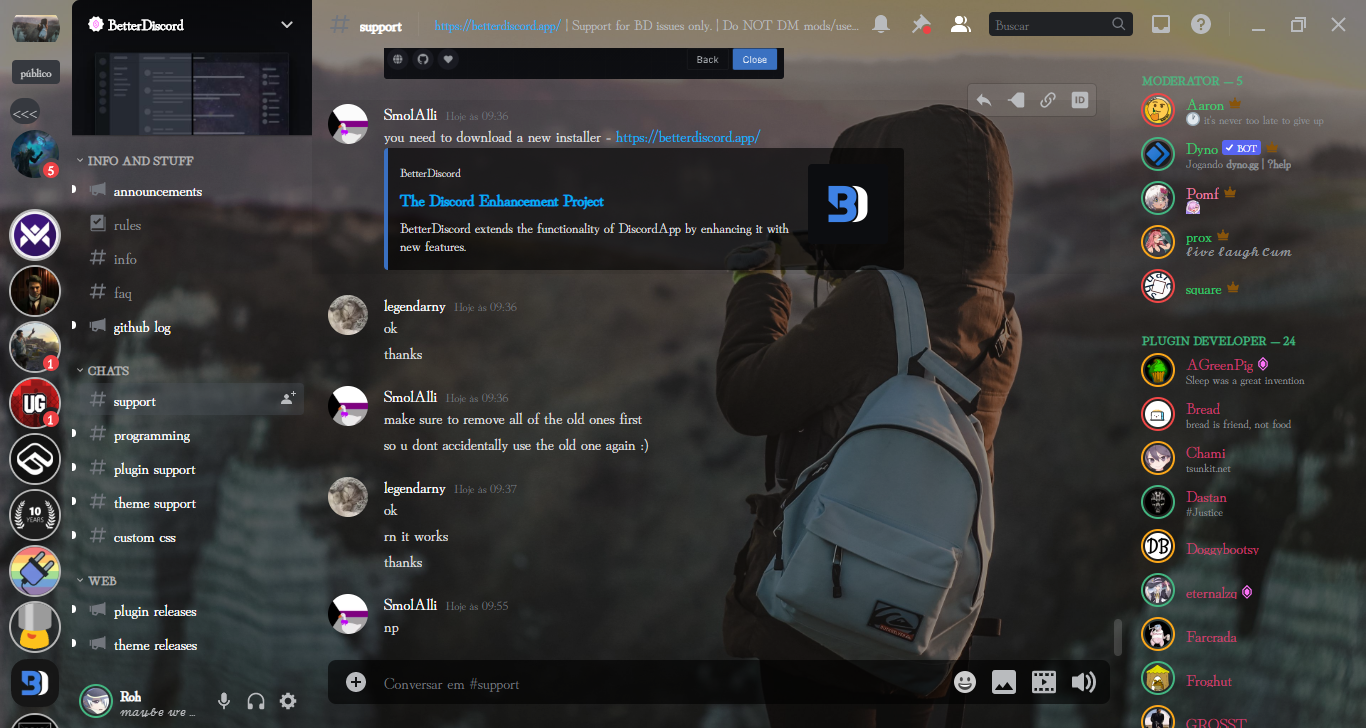 BetterDiscord
support
https://betterdiscord.app/ | Support for BD issues only. | Do NOT DM mods/use...
Buscar
público
<<<
5
1
UG
1
10
YEARS
INFO AND STUFF
announcements
rules
info
faq
github log
CHATS
support
programming
plugin support
theme support
custom css
WEB
plugin releases
theme releases
Roh
maybe we ...
Back
Close
SmolAlli Hoje às 09:36
ID
you need to download a new installer - https://betterdiscord.app/
BetterDiscord
The Discord Enhancement Project
BetterDiscord extends the functionality of DiscordApp by enhancing it with
new features.
legendarny Hoje às 09:36
ok
thanks
SmolAlli Hoje às 09:36
make sure to remove all of the old ones first
so u dont accidentally use the old one again :)
legendarny Hoje às 09:37
ok
rn it works
thanks
SmolAlli Hoje às 09:55
np
Conversar em #support
MODERATOR — 5
Aaron
it's never too late to give up
Dyno BOT
Jogando dyno.gg | ?help
Pomf
prox
live laugh cum
square
PLUGIN DEVELOPER — 24
AGreenPig
Sleep was a great invention
Bread
bread is friend, not food
Chami
tsunkit.net
Dastan
#Justice
DB
Doggybootsy
eternalzq
Farcrada
Froghut
GROSST